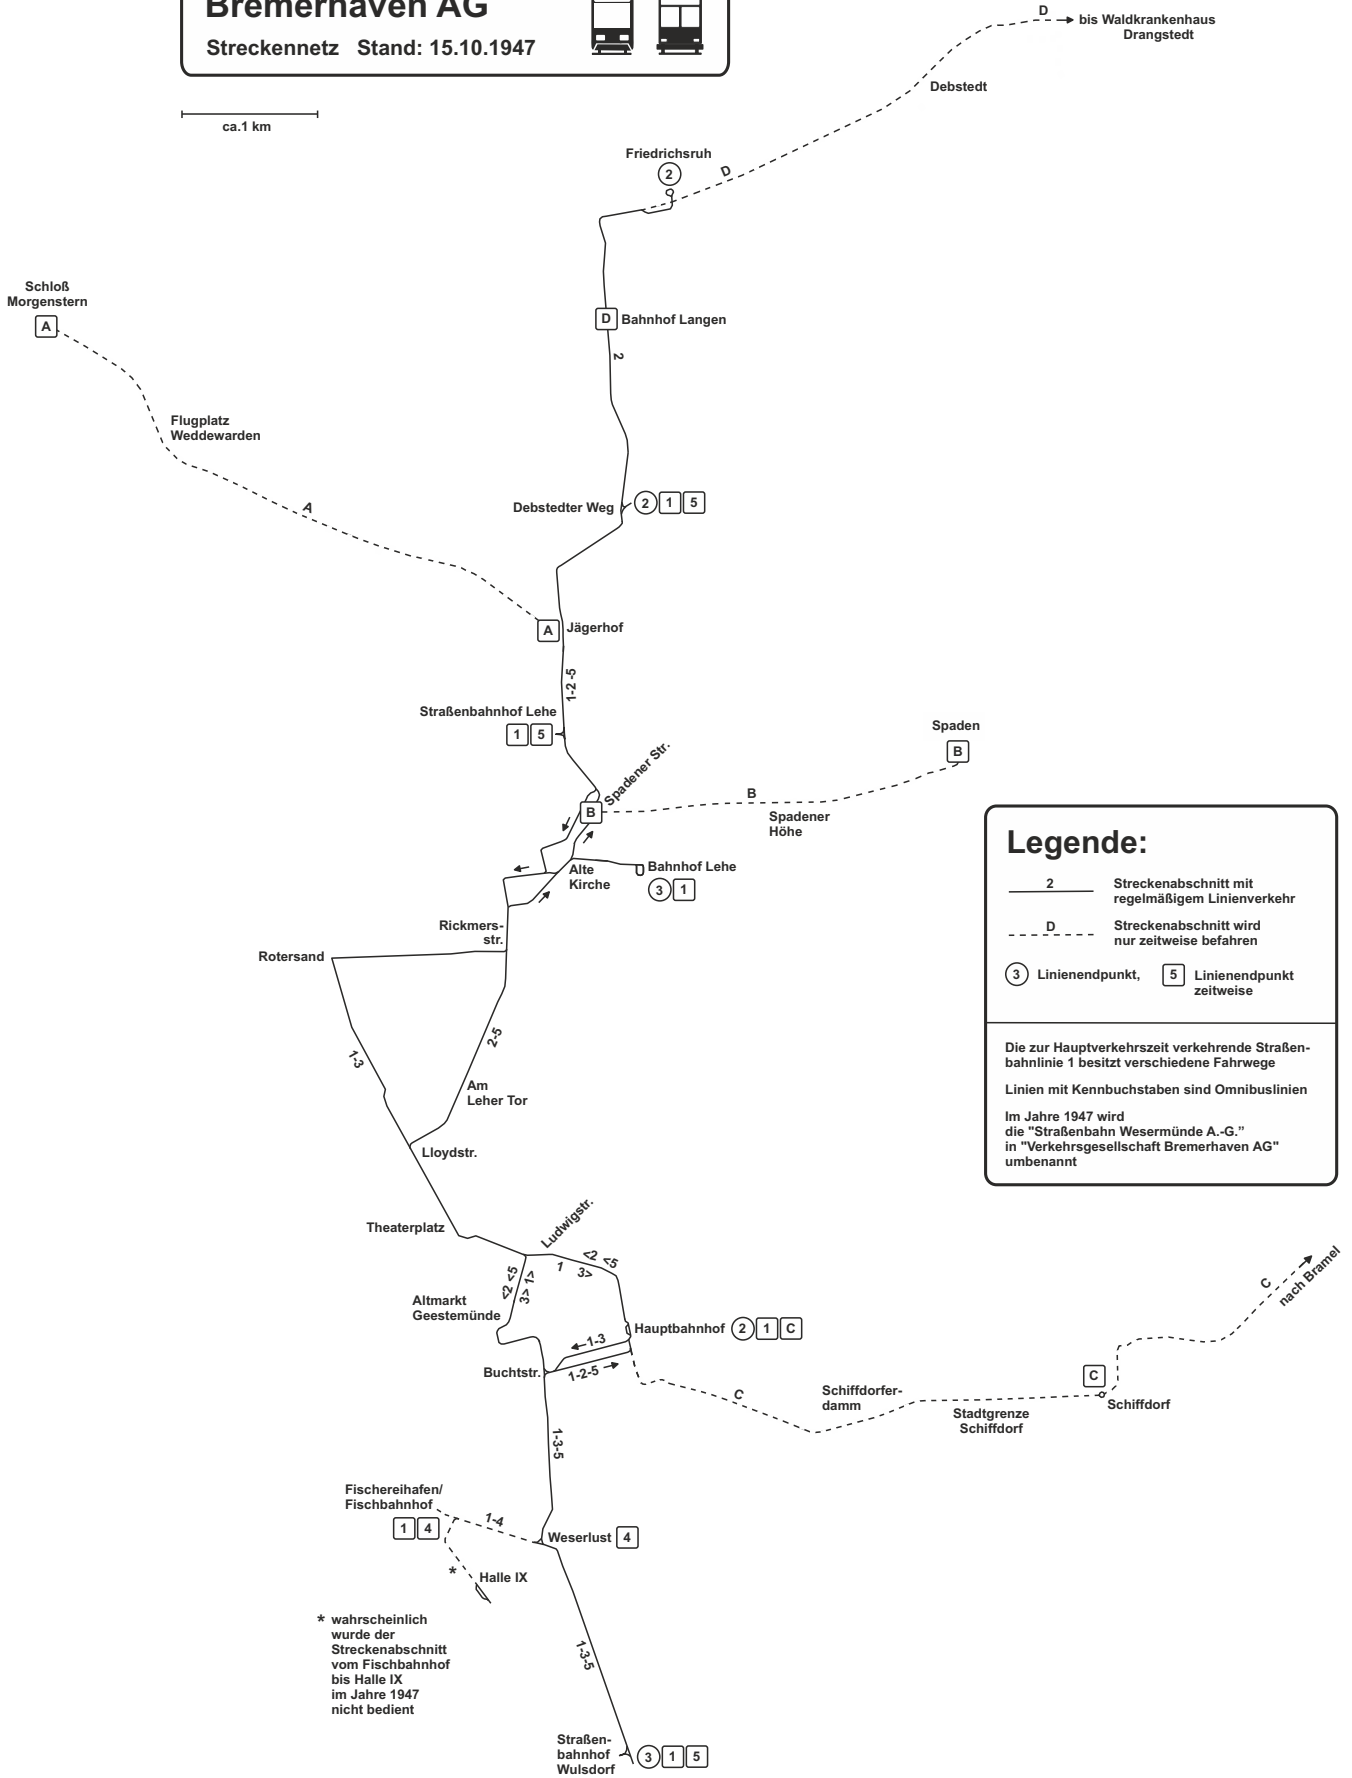 Bremerhaven AG
Streckennetz Stand: 15.10.1947
ca.1 km
D
bis Waldkrankenhaus
Drangstedt
Debstedt
Friedrichsruh
2
D
Schloß
Morgenstern
A
D
Bahnhof Langen
2
Flugplatz
Weddewarden
A
Debstedter Weg
2 1 5
A
Jägerhof
1-2 -5
Straßenbahnhof Lehe
1 5
Spadener Str.
Spaden
B
B
B
Spadener
Höhe
Alte
Kirche
Bahnhof Lehe
3 1
Rickmers-
str.
Rotersand
1-3
2-5
Am
Leher Tor
Lloydstr.
Theaterplatz
Ludwigstr.
<2 <5
1 3>
<2 <5
3> 1>
Altmarkt
Geestemünde
Hauptbahnhof
2 1 C
1-3
Buchtstr.
1-2-5
C
Schiffdorfer-
damm
Stadtgrenze
Schiffdorf
C
Schiffdorf
C
nach Bramel
1-3-5
Fischereihafen/
Fischbahnhof
1 4
1-4
Weserlust
4
*
Halle IX
* wahrscheinlich
wurde der
Streckenabschnitt
vom Fischbahnhof
bis Halle IX
im Jahre 1947
nicht bedient
1-3-5
Straßen-
bahnhof
Wulsdorf
3 1 5
Legende:
2
Streckenabschnitt mit
regelmäßigem Linienverkehr
D
Streckenabschnitt wird
nur zeitweise befahren
3 Linienendpunkt,
5 Linienendpunkt
zeitweise
Die zur Hauptverkehrszeit verkehrende Straßen-
bahnlinie 1 besitzt verschiedene Fahrwege
Linien mit Kennbuchstaben sind Omnibuslinien
Im Jahre 1947 wird
die "Straßenbahn Wesermünde A.-G.”
in "Verkehrsgesellschaft Bremerhaven AG"
umbenannt